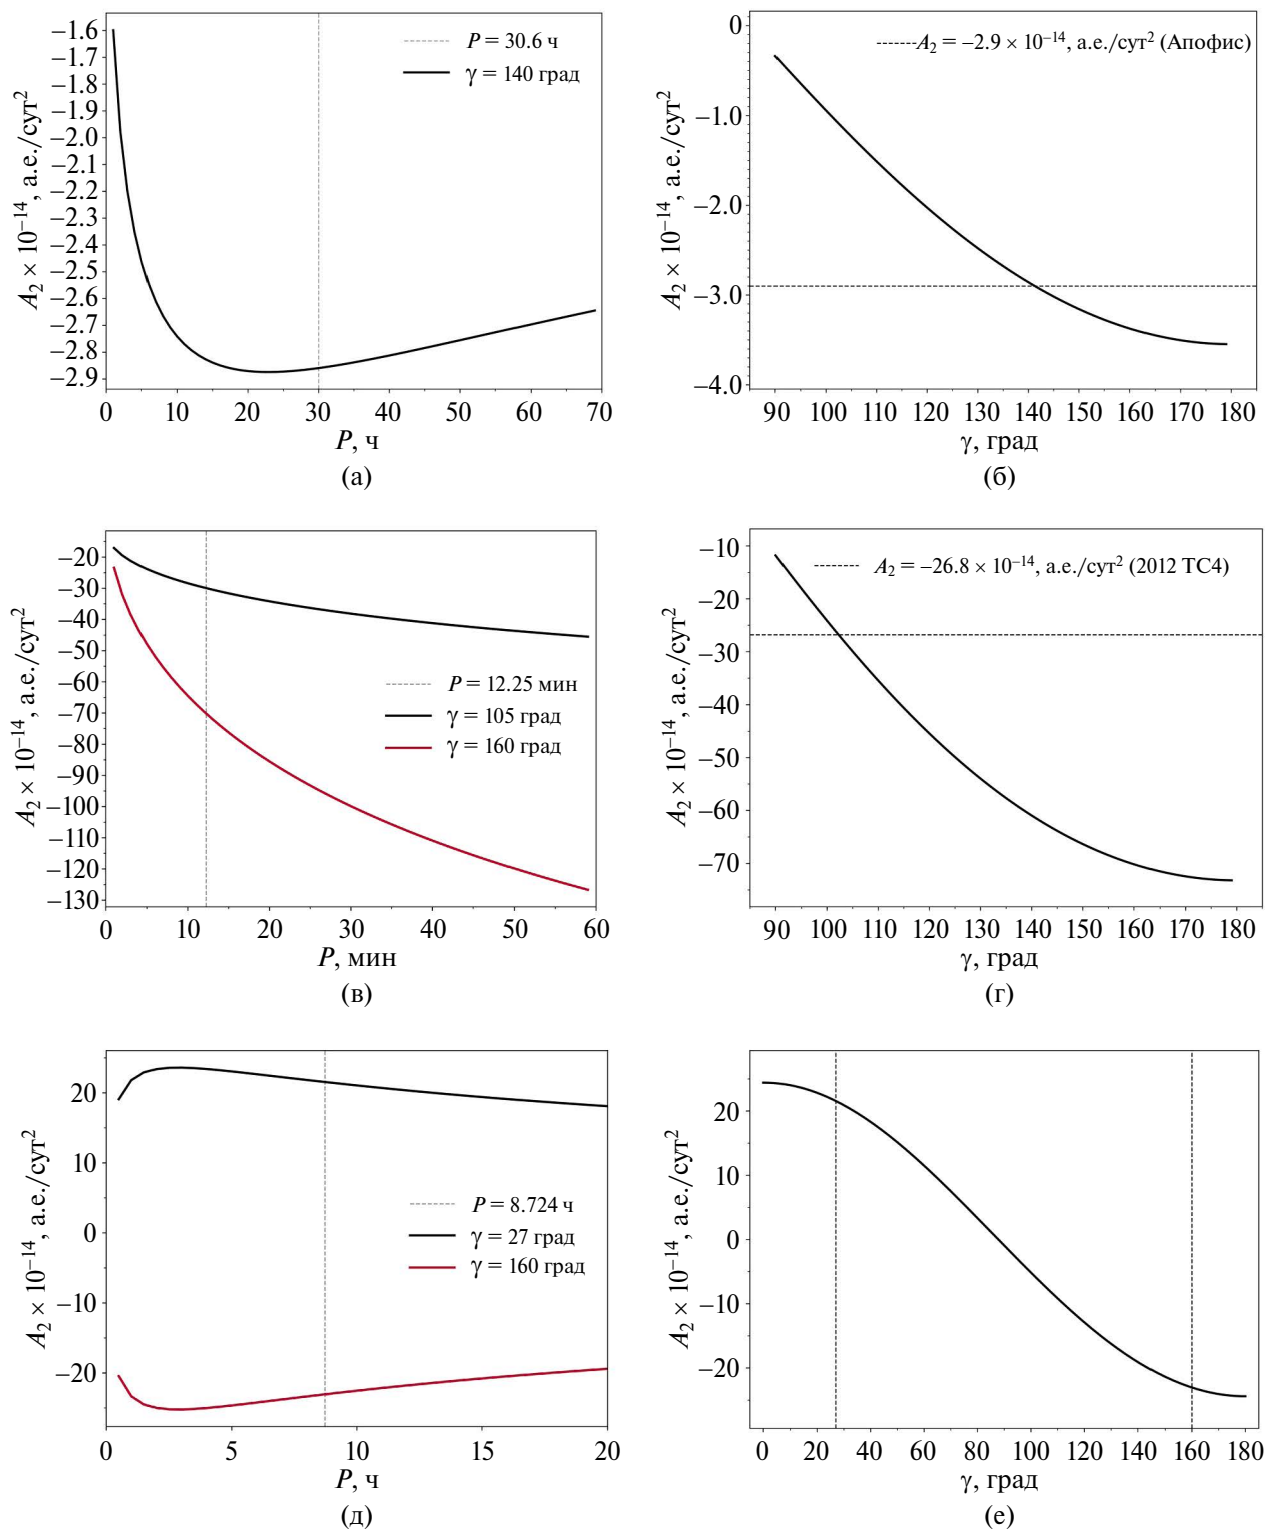 −1.6
−1.7
−1.8
−1.9
−2.0
−2.1
−2.2
−2.3
−2.4
−2.5
−2.6
−2.7
−2.8
−2.9
A₂ × 10⁻¹⁴, а.е./сут²
P = 30.6 ч
γ = 140 град
0 10 20 30 40 50 60 70
P, ч
(а)
0
−1.0
−2.0
−3.0
−4.0
A₂ × 10⁻¹⁴, а.е./сут²
A₂ = −2.9 × 10⁻¹⁴, а.е./сут² (Апофис)
90 100 110 120 130 140 150 160 170 180
γ, град
(б)
−20
−30
−40
−50
−60
−70
−80
−90
−100
−110
−120
−130
A₂ × 10⁻¹⁴, а.е./сут²
P = 12.25 мин
γ = 105 град
γ = 160 град
0 10 20 30 40 50 60
P, мин
(в)
−10
−20
−30
−40
−50
−60
−70
A₂ × 10⁻¹⁴, а.е./сут²
A₂ = −26.8 × 10⁻¹⁴, а.е./сут² (2012 TC4)
90 100 110 120 130 140 150 160 170 180
γ, град
(г)
20
10
0
−10
−20
A₂ × 10⁻¹⁴, а.е./сут²
P = 8.724 ч
γ = 27 град
γ = 160 град
0 5 10 15 20
P, ч
(д)
20
10
0
−10
−20
A₂ × 10⁻¹⁴, а.е./сут²
0 20 40 60 80 100 120 140 160 180
γ, град
(е)